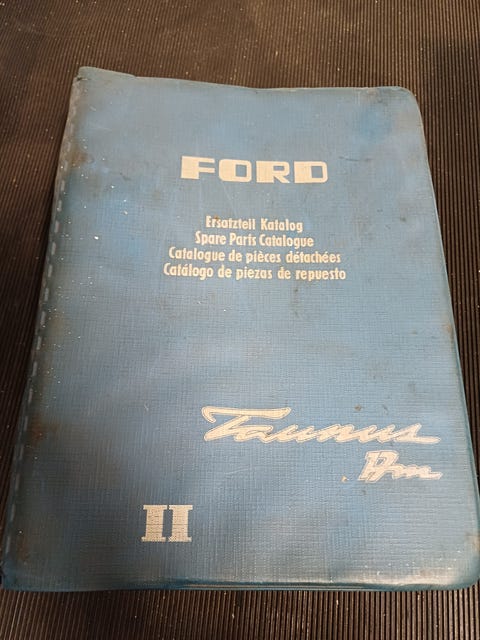 FORD
Ersatzteil Katalog
Spare Parts Catalogue
Catalogue de pièces détachées
Catálogo de piezas de repuesto
Taunus
17m
II